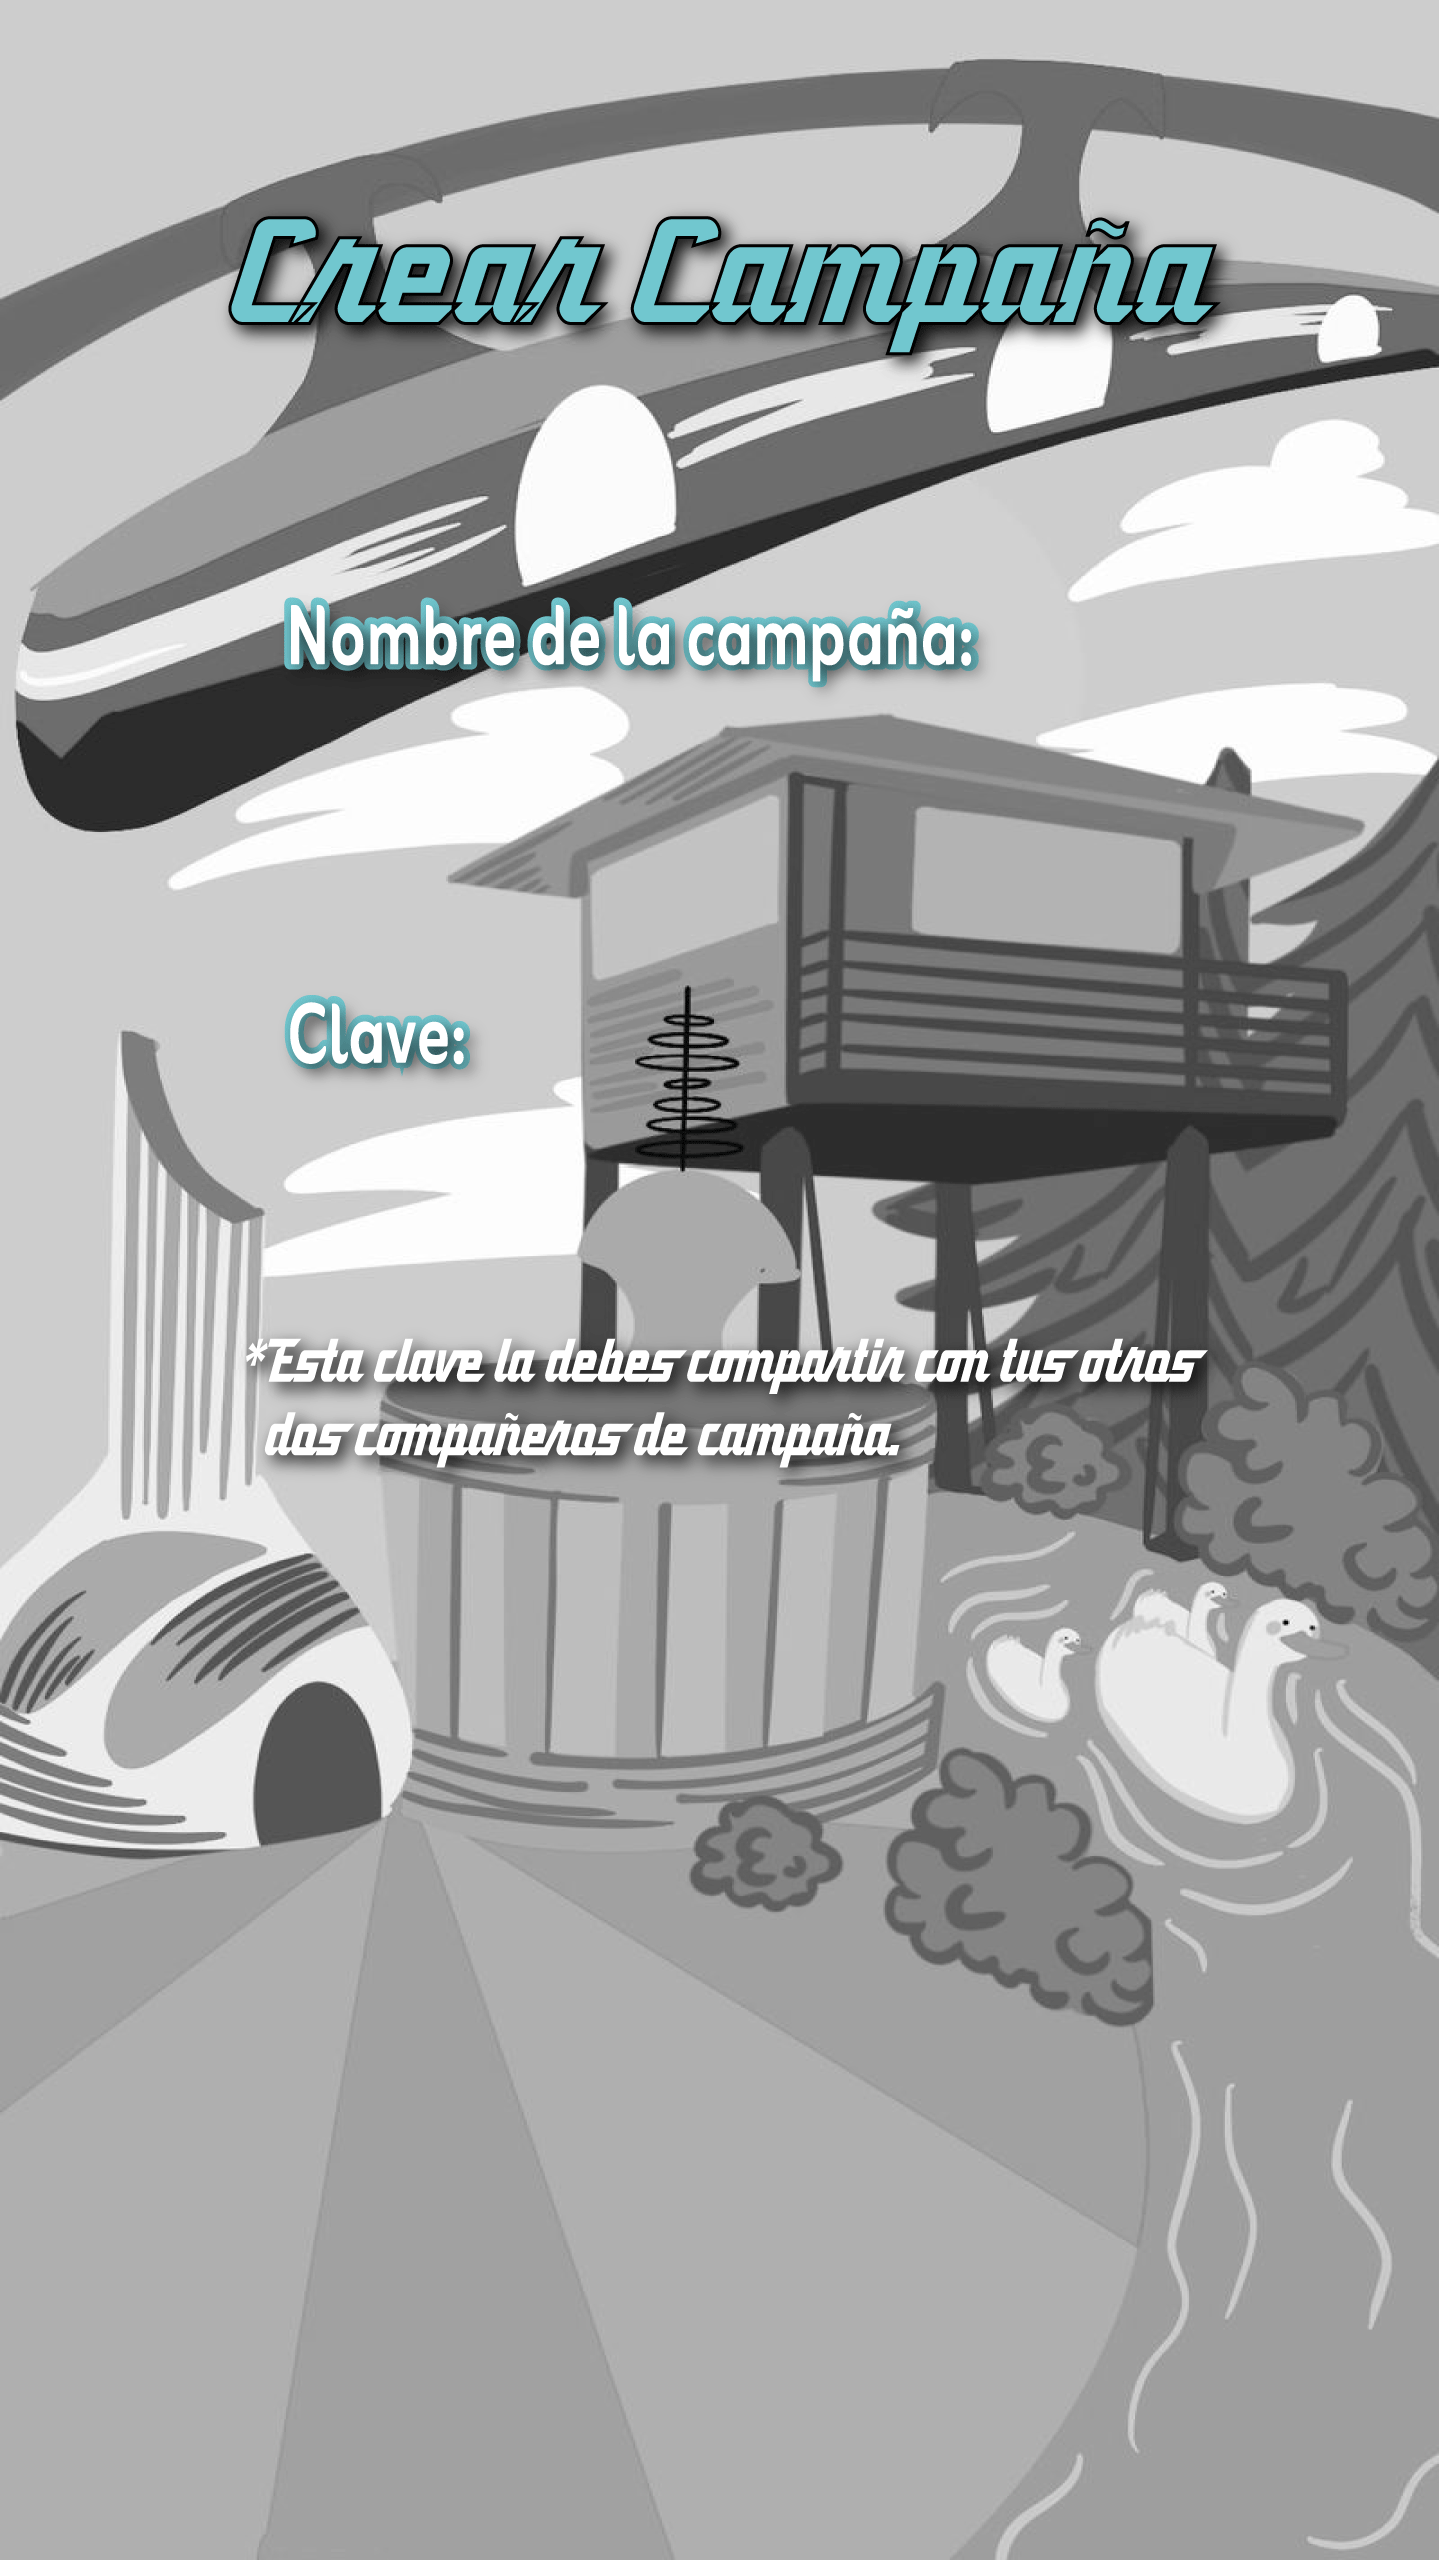 Crear Campaña
Nombre de la campaña:
Clave:
*Esta clave la debes compartir con tus otros
dos compañeros de campaña.